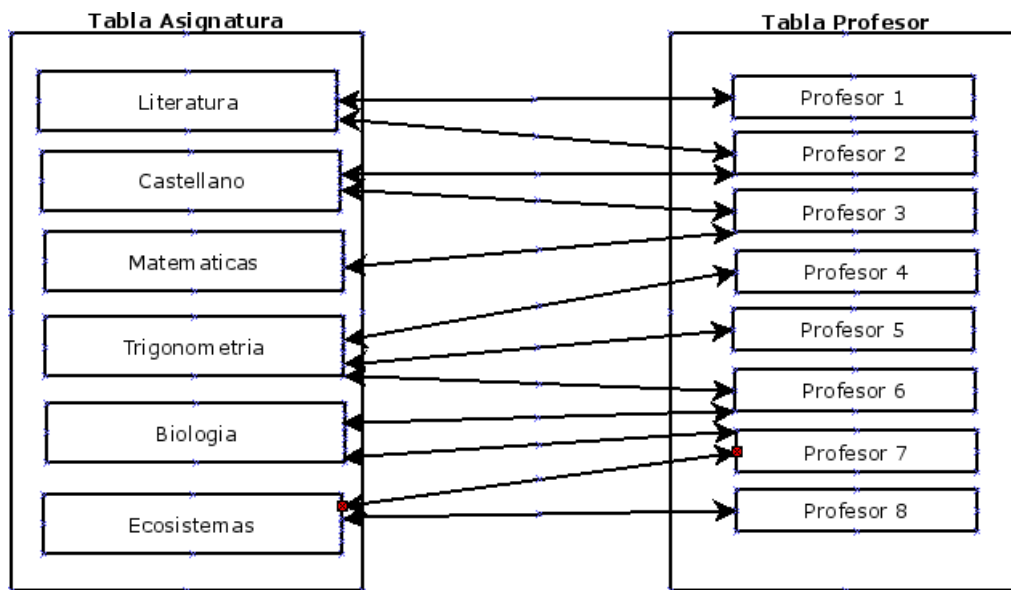 Tabla Asignatura
Literatura
Castellano
Matematicas
Trigonometria
Biologia
Ecosistemas
Tabla Profesor
Profesor 1
Profesor 2
Profesor 3
Profesor 4
Profesor 5
Profesor 6
Profesor 7
Profesor 8